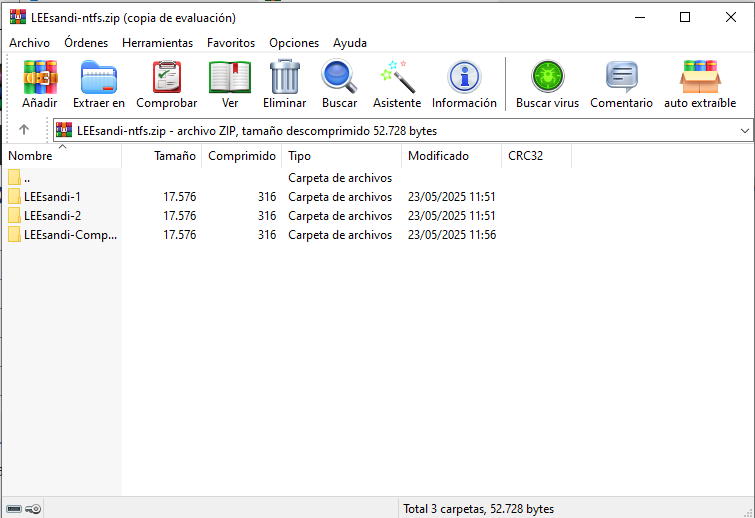 LEEsandi-ntfs.zip (copia de evaluación)
Archivo Órdenes Herramientas Favoritos Opciones Ayuda
Añadir Extraer en Comprobar Ver Eliminar Buscar Asistente Información Buscar virus Comentario auto extraíble
LEEsandi-ntfs.zip - archivo ZIP, tamaño descomprimido 52.728 bytes
Nombre Tamaño Comprimido Tipo Modificado CRC32
.. Carpeta de archivos
LEEsandi-1 17.576 316 Carpeta de archivos 23/05/2025 11:51
LEEsandi-2 17.576 316 Carpeta de archivos 23/05/2025 11:51
LEEsandi-Comp... 17.576 316 Carpeta de archivos 23/05/2025 11:56
Total 3 carpetas, 52.728 bytes